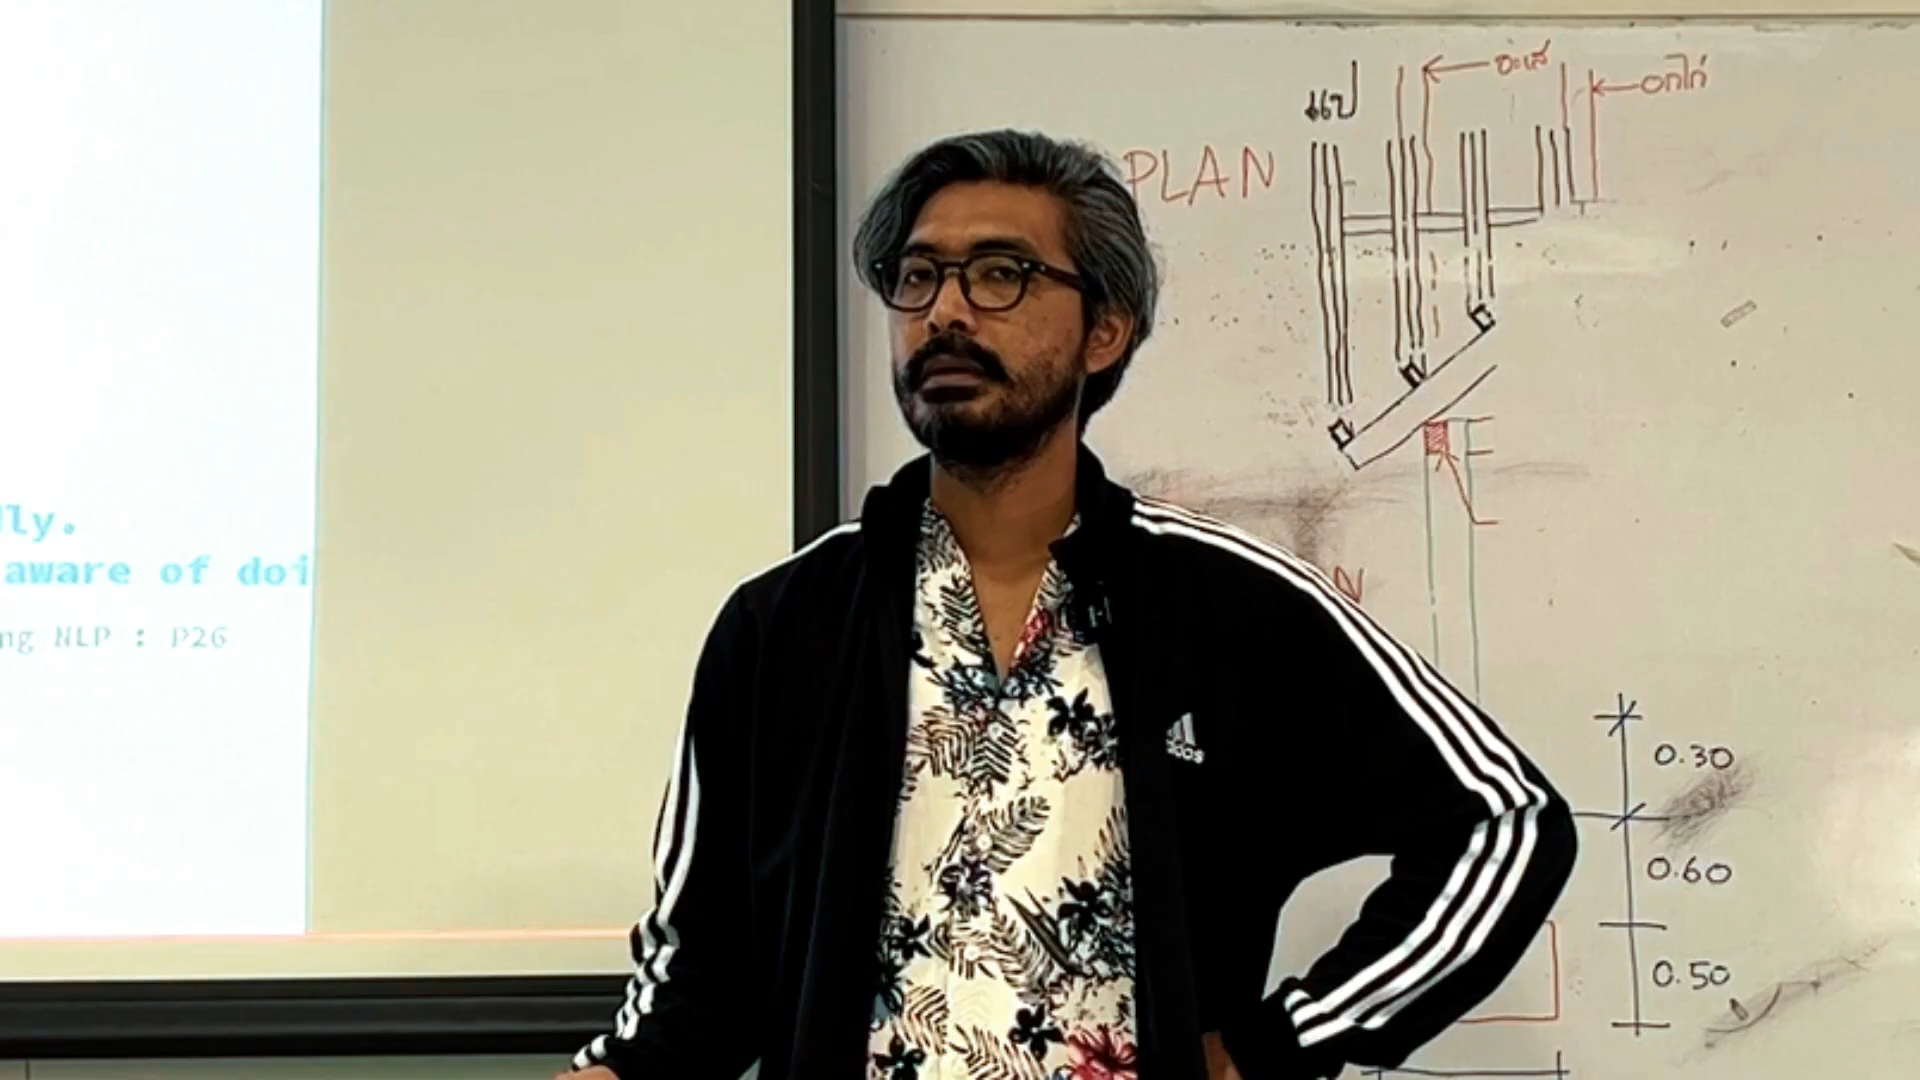 lly.
aware of doi
ng NLP : P26
แป
อะเส
อกไก่
PLAN
N
adidas
0.30
0.60
0.50